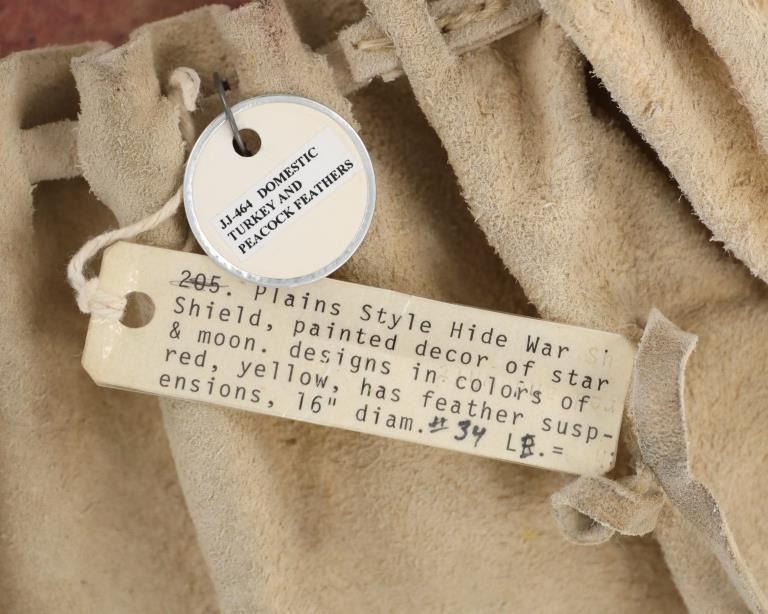 JJ-464 DOMESTIC
TURKEY AND
PEACOCK FEATHERS
205. Plains Style Hide War
Shield, painted decor of star
& moon. designs in colors of
red, yellow, has feather susp-
ensions, 16" diam. # 34 LR.=